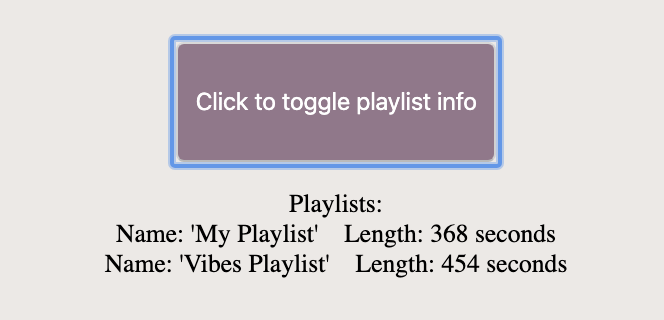 Click to toggle playlist info
Playlists:
Name: 'My Playlist'   Length: 368 seconds
Name: 'Vibes Playlist'   Length: 454 seconds